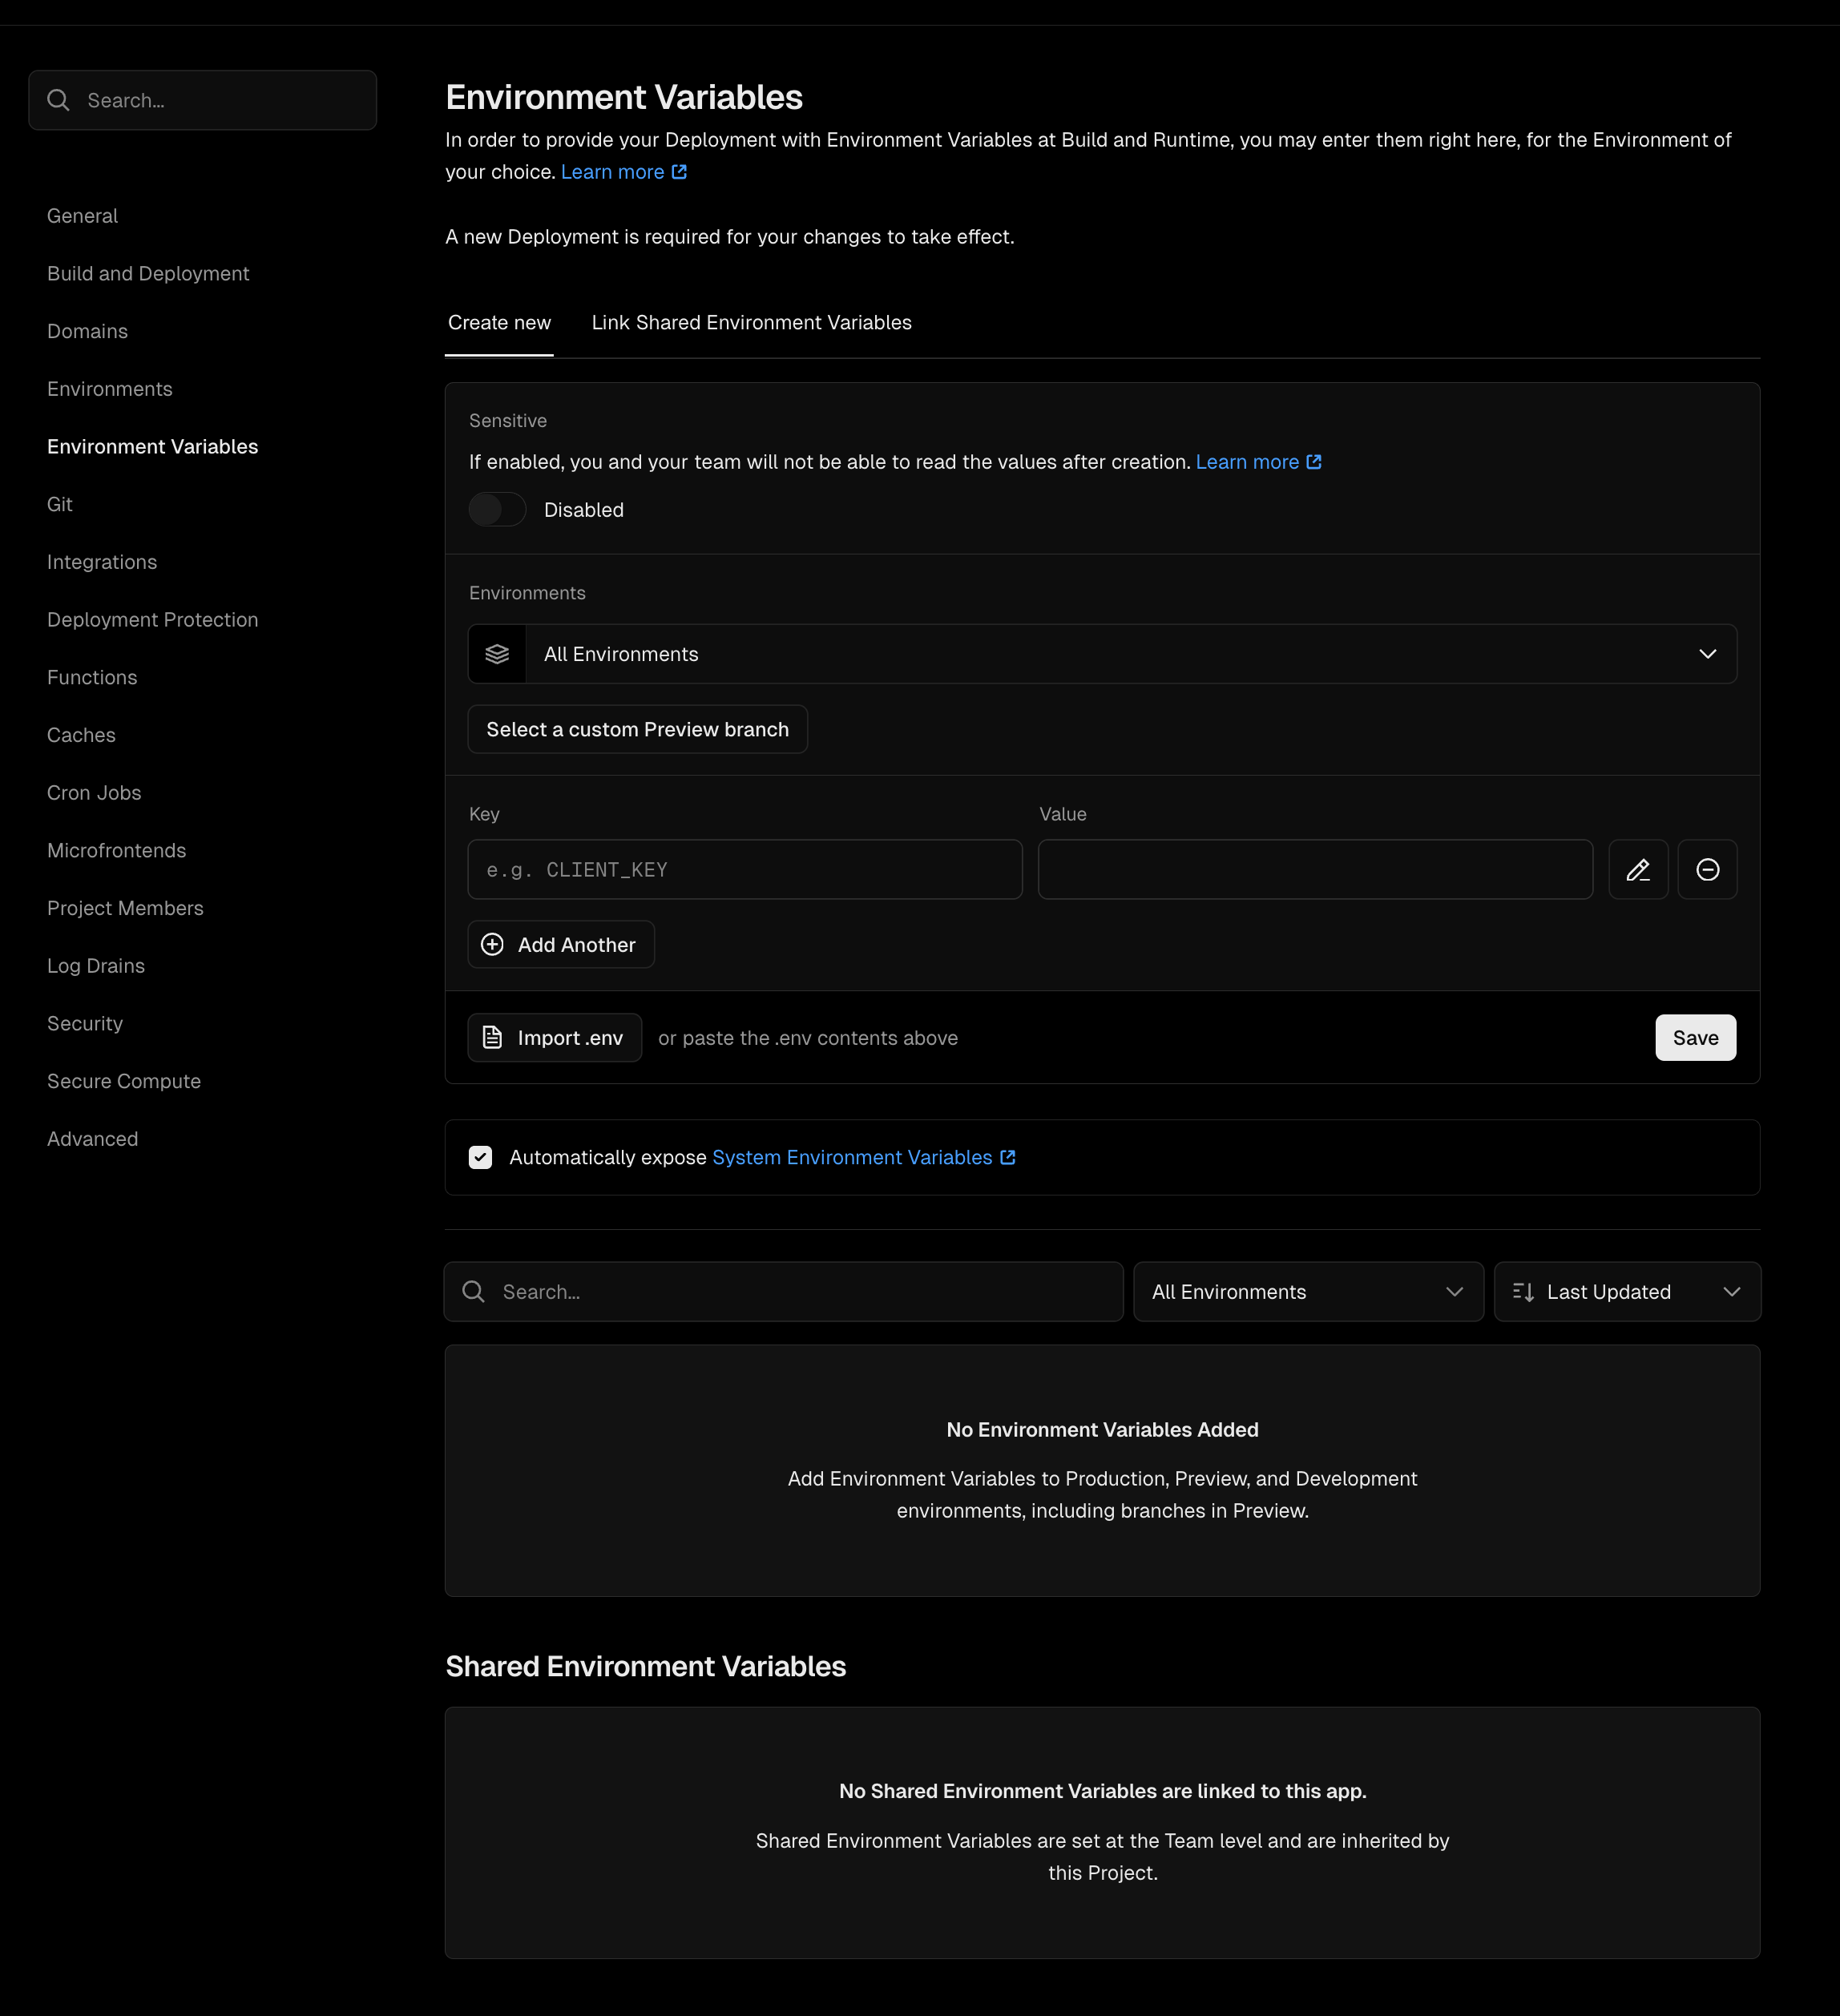 Search...
General
Build and Deployment
Domains
Environments
Environment Variables
Git
Integrations
Deployment Protection
Functions
Caches
Cron Jobs
Microfrontends
Project Members
Log Drains
Security
Secure Compute
Advanced
Environment Variables
In order to provide your Deployment with Environment Variables at Build and Runtime, you may enter them right here, for the Environment of
your choice. Learn more
A new Deployment is required for your changes to take effect.
Create new
Link Shared Environment Variables
Sensitive
If enabled, you and your team will not be able to read the values after creation. Learn more
Disabled
Environments
All Environments
Select a custom Preview branch
Key
Value
e.g. CLIENT_KEY
Add Another
Import .env
or paste the .env contents above
Save
Automatically expose System Environment Variables
Search...
All Environments
Last Updated
No Environment Variables Added
Add Environment Variables to Production, Preview, and Development
environments, including branches in Preview.
Shared Environment Variables
No Shared Environment Variables are linked to this app.
Shared Environment Variables are set at the Team level and are inherited by
this Project.